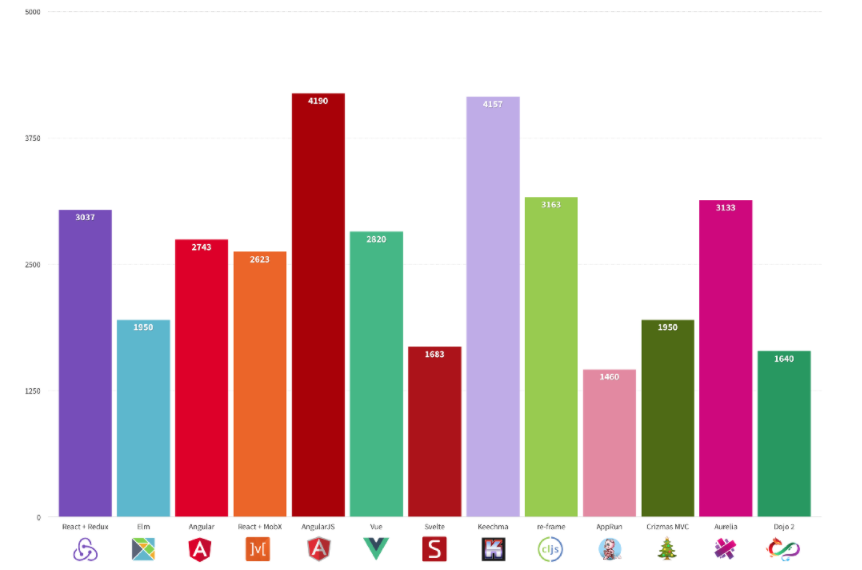 5000
4190
4157
3750
3163
3133
3037
2820
2743
2623
2500
1950
1950
1683
1640
1460
1250
0
React + Redux
Elm
Angular
React + MobX
AngularJS
Vue
Svelte
Keechma
re-frame
AppRun
Crizmas MVC
Aurelia
Dojo 2
A
M
A
S
K
cljs